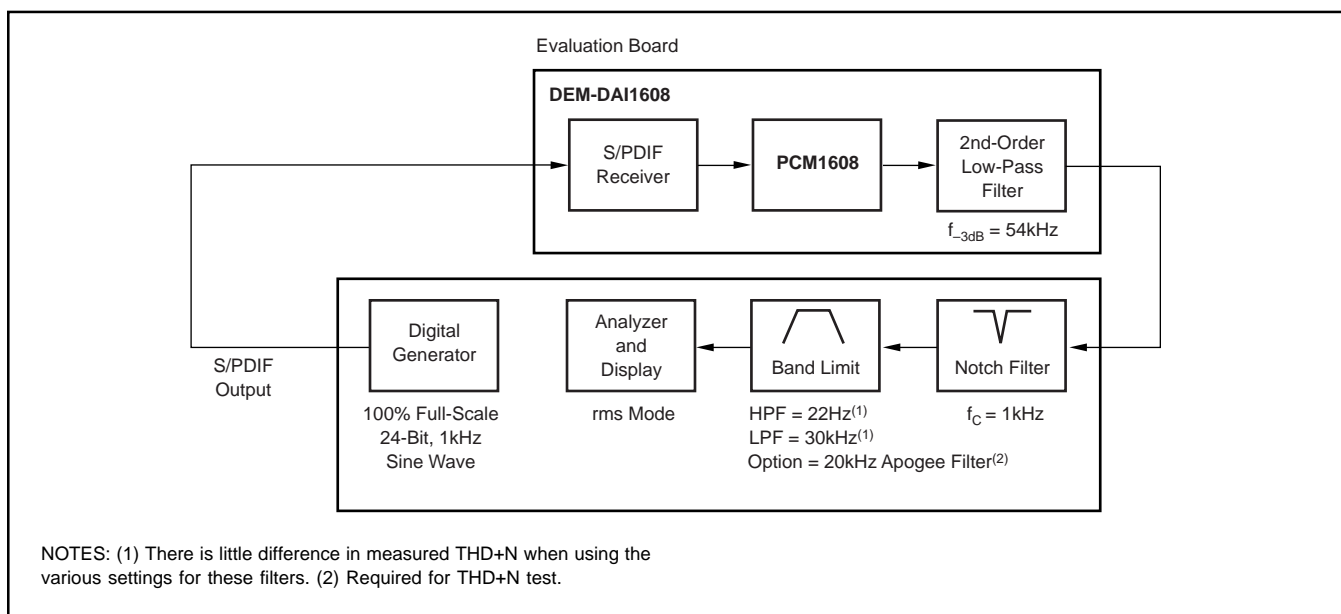 Evaluation Board
DEM-DAI1608
S/PDIF
Receiver
PCM1608
2nd-Order
Low-Pass
Filter
f–3dB = 54kHz
S/PDIF
Output
Digital
Generator
100% Full-Scale
24-Bit, 1kHz
Sine Wave
Analyzer
and
Display
rms Mode
Band Limit
HPF = 22Hz(1)
LPF = 30kHz(1)
Option = 20kHz Apogee Filter(2)
Notch Filter
fC = 1kHz
NOTES: (1) There is little difference in measured THD+N when using the
various settings for these filters. (2) Required for THD+N test.